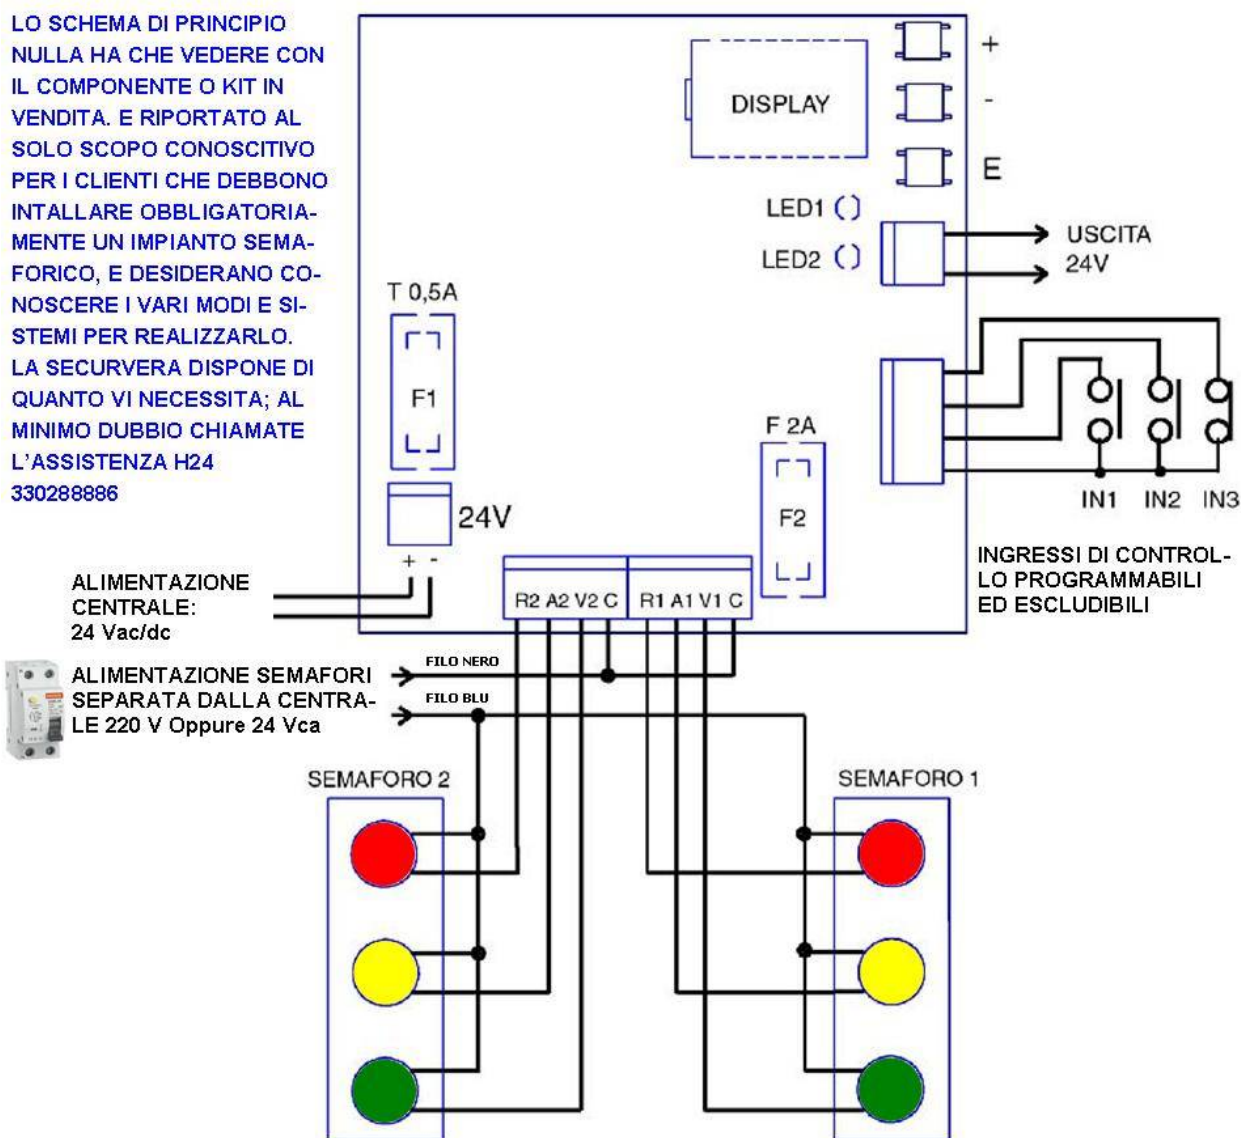 LO SCHEMA DI PRINCIPIO
NULLA HA CHE VEDERE CON
IL COMPONENTE O KIT IN
VENDITA. E RIPORTATO AL
SOLO SCOPO CONOSCITIVO
PER I CLIENTI CHE DEBBONO
INTALLARE OBBLIGATORIA-
MENTE UN IMPIANTO SEMA-
FORICO, E DESIDERANO CO-
NOSCERE I VARI MODI E SI-
STEMI PER REALIZZARLO.
LA SECURVERA DISPONE DI
QUANTO VI NECESSITA; AL
MINIMO DUBBIO CHIAMATE
L'ASSISTENZA H24
330288886
DISPLAY
+
-
E
LED1
LED2
USCITA
24V
T 0,5A
F1
F 2A
F2
24V
+ -
IN1 IN2 IN3
INGRESSI DI CONTROL-
LO PROGRAMMABILI
ED ESCLUDIBILI
R2 A2 V2 C R1 A1 V1 C
ALIMENTAZIONE
CENTRALE:
24 Vac/dc
ALIMENTAZIONE SEMAFORI
SEPARATA DALLA CENTRA-
LE 220 V Oppure 24 Vca
FILO NERO
FILO BLU
SEMAFORO 2
SEMAFORO 1